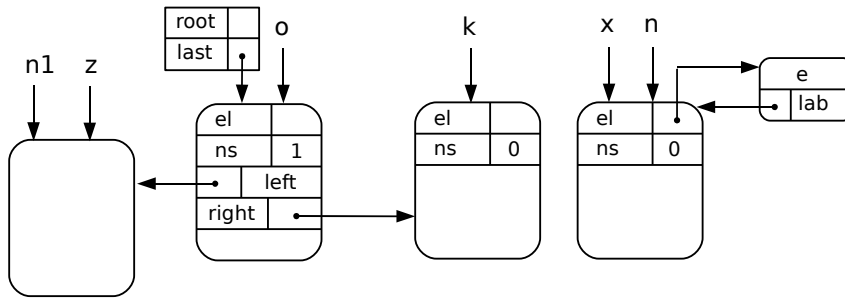 root
last
o
n1 z
k
x n
el
ns 1
left
right
el
ns 0
el
ns 0
e
lab